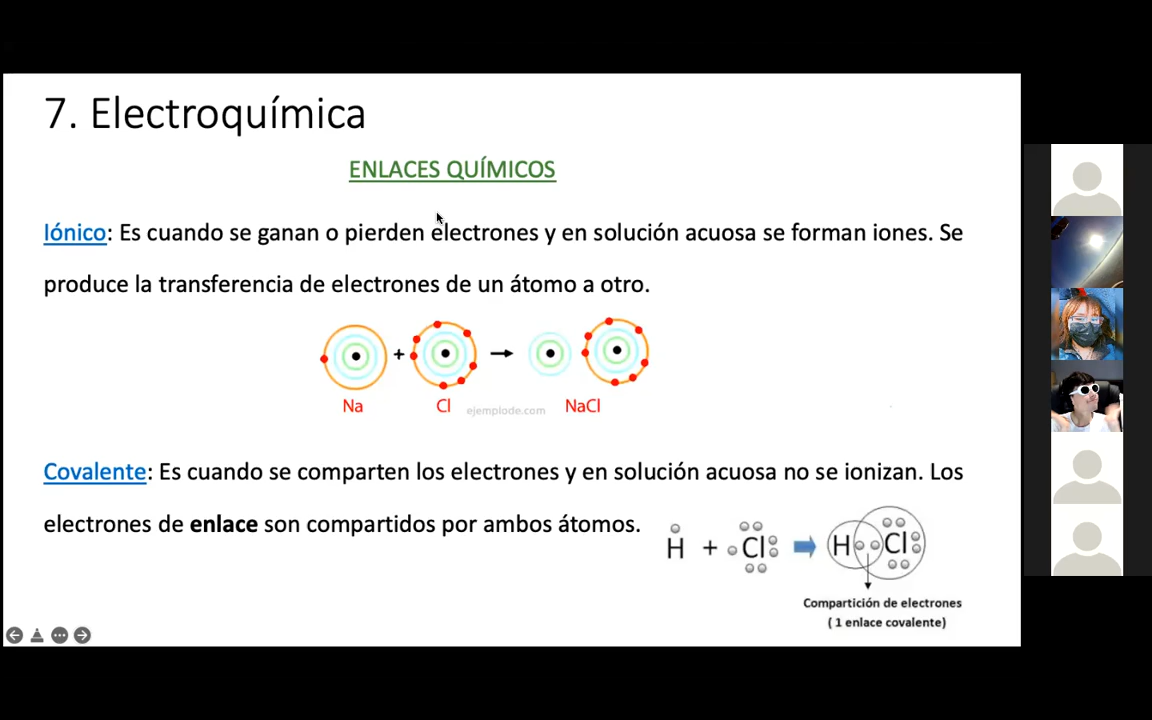 7. Electroquímica
ENLACES QUÍMICOS
Iónico: Es cuando se ganan o pierden electrones y en solución acuosa se forman iones. Se
produce la transferencia de electrones de un átomo a otro.
+
Na Cl ejemplode.com NaCl
Covalente: Es cuando se comparten los electrones y en solución acuosa no se ionizan. Los
electrones de enlace son compartidos por ambos átomos.
H + Cl H Cl
Compartición de electrones
( 1 enlace covalente)